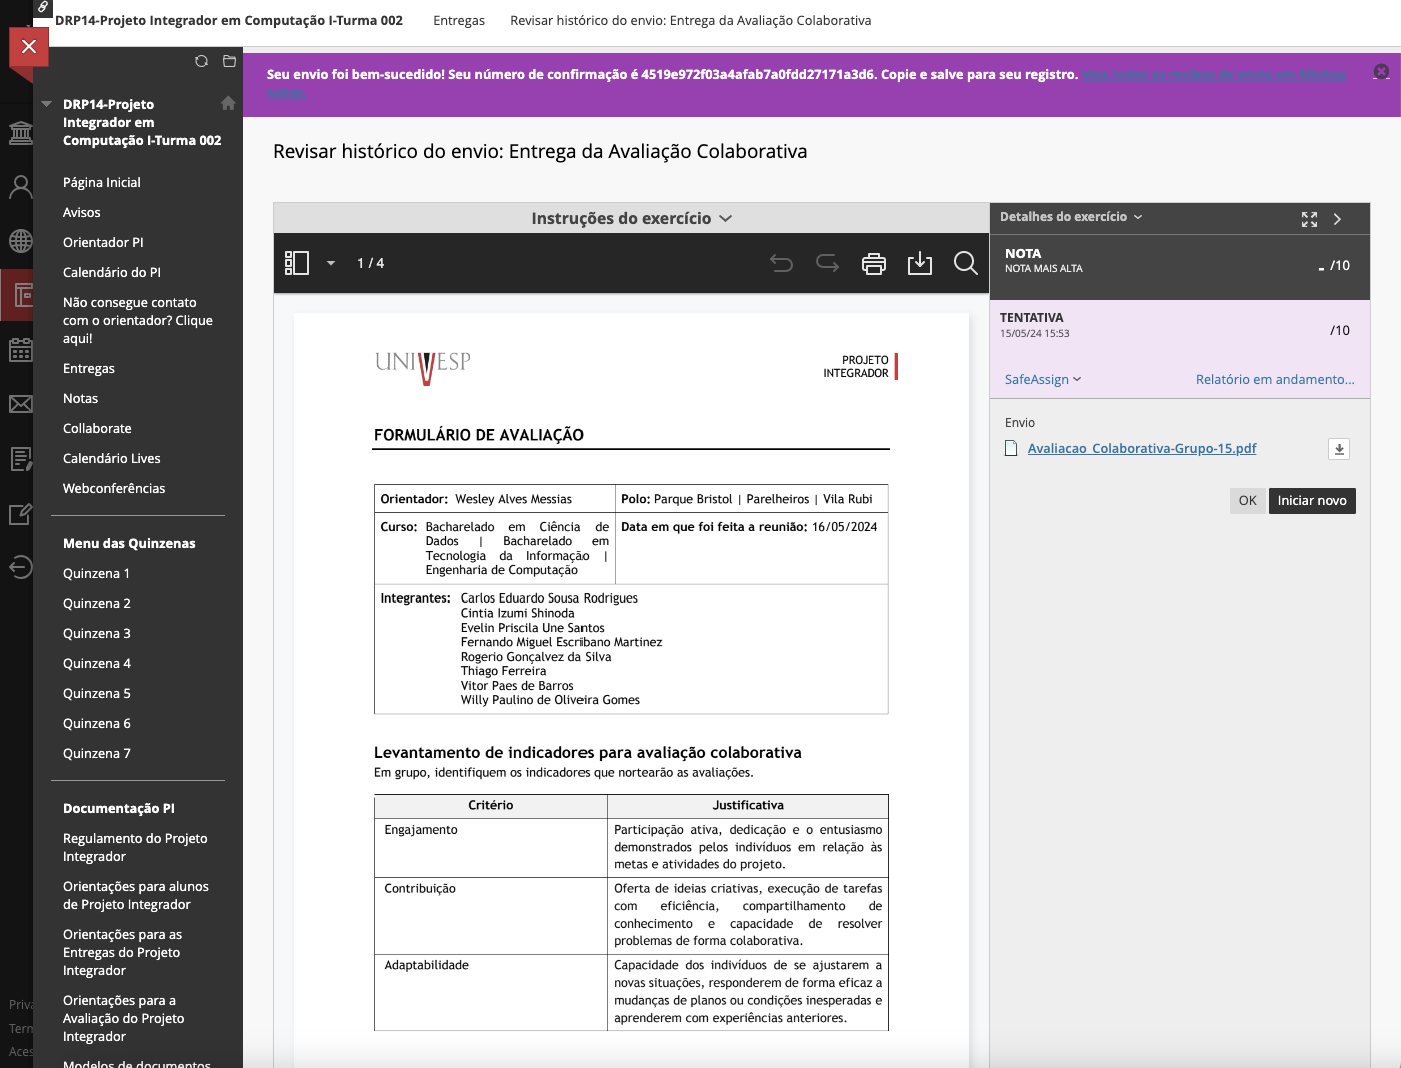 DRP14-Projeto Integrador em Computação I-Turma 002 Entregas Revisar histórico do envio: Entrega da Avaliação Colaborativa
Seu envio foi bem-sucedido! Seu número de confirmação é 4519e972f03a4afab7a0fdd27171a3d6. Copie e salve para seu registro. Veja todos os recibos de envio em Minhas
notas.
DRP14-Projeto
Integrador em
Computação I-Turma 002
Página Inicial
Avisos
Orientador PI
Calendário do PI
Não consegue contato
com o orientador? Clique
aqui!
Entregas
Notas
Collaborate
Calendário Lives
Webconferências
Menu das Quinzenas
Quinzena 1
Quinzena 2
Quinzena 3
Quinzena 4
Quinzena 5
Quinzena 6
Quinzena 7
Documentação PI
Regulamento do Projeto
Integrador
Orientações para alunos
de Projeto Integrador
Orientações para as
Entregas do Projeto
Integrador
Orientações para a
Avaliação do Projeto
Integrador
Modelos de documentos
Priva
Term
Aces
Revisar histórico do envio: Entrega da Avaliação Colaborativa
Instruções do exercício
1 / 4
UNIVESP
PROJETO
INTEGRADOR
FORMULÁRIO DE AVALIAÇÃO
Orientador: Wesley Alves Messias
Polo: Parque Bristol | Parelheiros | Vila Rubi
Curso: Bacharelado em Ciência de
Dados | Bacharelado em
Tecnologia da Informação |
Engenharia de Computação
Data em que foi feita a reunião: 16/05/2024
Integrantes: Carlos Eduardo Sousa Rodrigues
Cintia Izumi Shinoda
Evelin Priscila Une Santos
Fernando Miguel Escribano Martinez
Rogerio Gonçalvez da Silva
Thiago Ferreira
Vitor Paes de Barros
Willy Paulino de Oliveira Gomes
Levantamento de indicadores para avaliação colaborativa
Em grupo, identifiquem os indicadores que nortearão as avaliações.
Critério
Justificativa
Engajamento
Participação ativa, dedicação e o entusiasmo
demonstrados pelos indivíduos em relação às
metas e atividades do projeto.
Contribuição
Oferta de ideias criativas, execução de tarefas
com eficiência, compartilhamento de
conhecimento e capacidade de resolver
problemas de forma colaborativa.
Adaptabilidade
Capacidade dos indivíduos de se ajustarem a
novas situações, responderem de forma eficaz a
mudanças de planos ou condições inesperadas e
aprenderem com experiências anteriores.
Detalhes do exercício
NOTA
NOTA MAIS ALTA
- /10
TENTATIVA
15/05/24 15:53
/10
SafeAssign
Relatório em andamento...
Envio
Avaliacao_Colaborativa-Grupo-15.pdf
OK
Iniciar novo